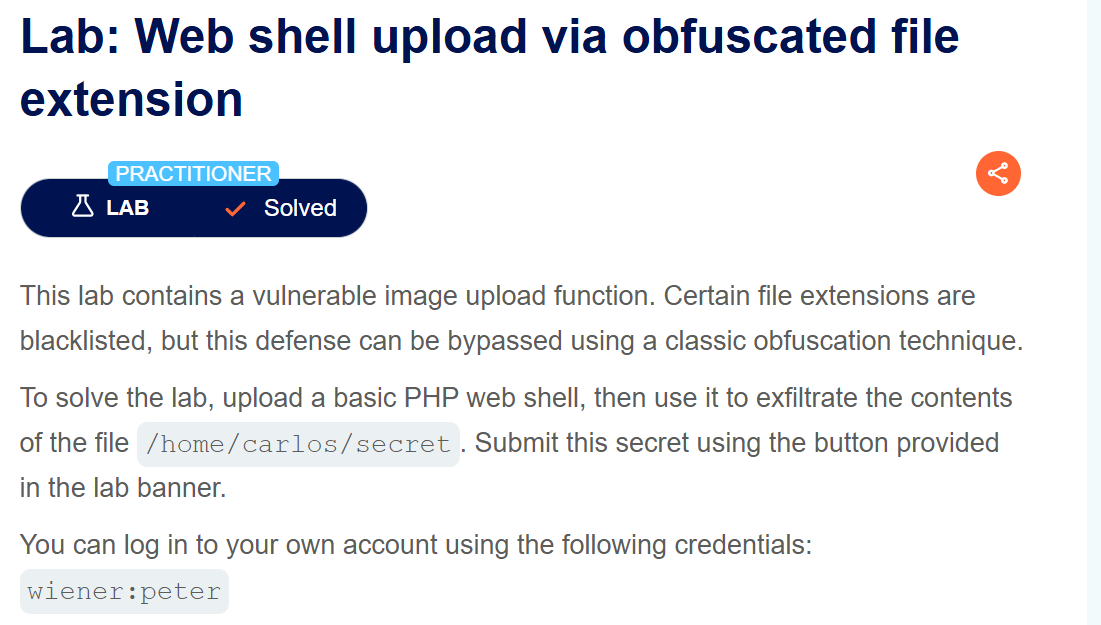 Lab: Web shell upload via obfuscated file
extension
PRACTITIONER
LAB Solved
This lab contains a vulnerable image upload function. Certain file extensions are
blacklisted, but this defense can be bypassed using a classic obfuscation technique.
To solve the lab, upload a basic PHP web shell, then use it to exfiltrate the contents
of the file /home/carlos/secret. Submit this secret using the button provided
in the lab banner.
You can log in to your own account using the following credentials:
wiener:peter